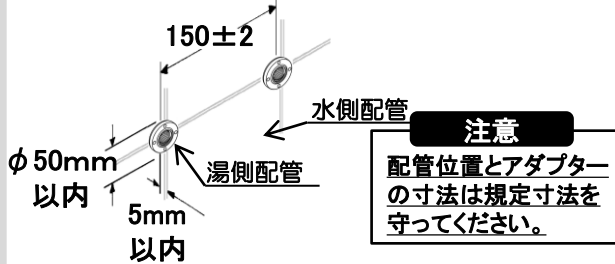 150±2
水側配管
湯側配管
φ50mm
以内
5mm
以内
注意
配管位置とアダプター
の寸法は規定寸法を
守ってください。